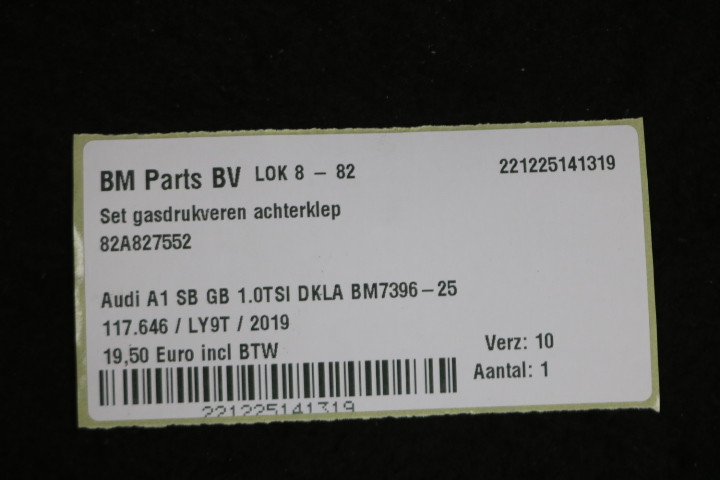 BM Parts BV LOK 8 – 82 221225141319
Set gasdrukveren achterklep
82A827552
Audi A1 SB GB 1.0TSI DKLA BM7396–25
117.646 / LY9T / 2019
19,50 Euro incl BTW Verz: 10
Aantal: 1
221225141319